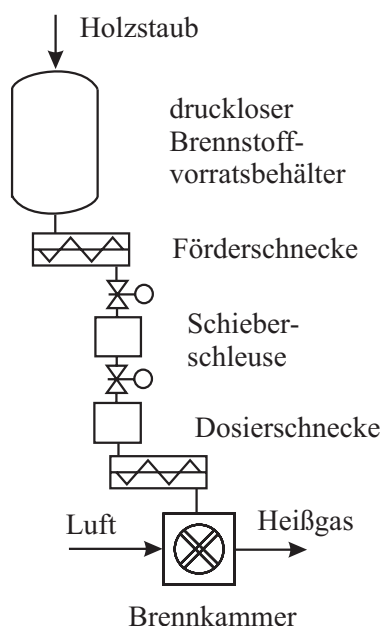 Holzstaub
druckloser
Brennstoff-
vorratsbehälter
Förderschnecke
Schieber-
schleuse
Dosierschnecke
Luft
Heißgas
Brennkammer